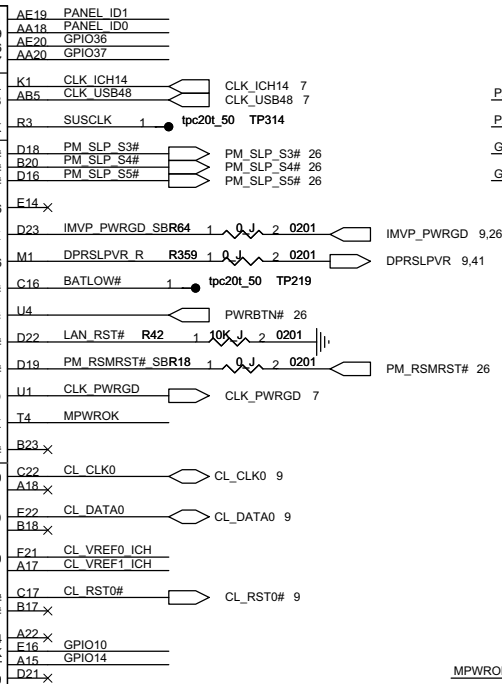 AE19 PANEL_ID1
AA18 PANEL_ID0
AE20 GPIO36
AA20 GPIO37
K1 CLK_ICH14 CLK_ICH14 7
AB5 CLK_USB48 CLK_USB48 7
R3 SUSCLK 1 tpc20t_50 TP314
D18 PM_SLP_S3# PM_SLP_S3# 26
B20 PM_SLP_S4# PM_SLP_S4# 26
D16 PM_SLP_S5# PM_SLP_S5# 26
E14
D23 IMVP_PWRGD_SB R64 1 0_J 2 0201 IMVP_PWRGD 9,26
M1 DPRSLPVR_R R359 1 0_J 2 0201 DPRSLPVR 9,41
C16 BATLOW# 1 tpc20t_50 TP219
U4 PWRBTN# 26
D22 LAN_RST# R42 1 10K_J 2 0201
D19 PM_RSMRST#_SB R18 1 0_J 2 0201 PM_RSMRST# 26
U1 CLK_PWRGD CLK_PWRGD 7
T4 MPWROK
B23
C22 CL_CLK0 CL_CLK0 9
A18
E22 CL_DATA0 CL_DATA0 9
B18
F21 CL_VREF0_ICH
A17 CL_VREF1_ICH
C17 CL_RST0# CL_RST0# 9
B17
A22
E16 GPIO10
A15 GPIO14
D21
P
P
G
G